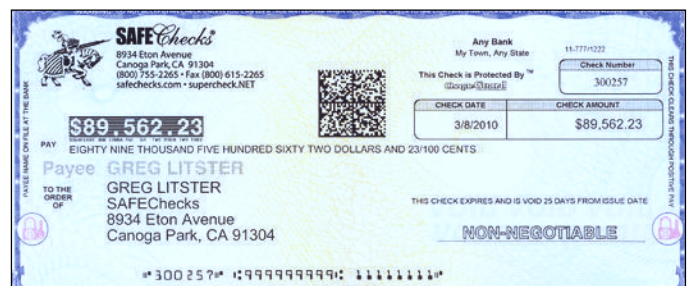 SAFEChecks
8934 Eton Avenue
Canoga Park, CA 91304
(800) 755-2265 • Fax (800) 615-2265
safechecks.com • supercheck.NET
Any Bank
My Town, Any State
11-777/1222
This Check is Protected By ™
Check Number
300257
CHECK DATE
CHECK AMOUNT
3/8/2010
$89,562.23
$89,562.23
PAY
EIGHTY NINE THOUSAND FIVE HUNDRED SIXTY TWO DOLLARS AND 23/100 CENTS
Payee GREG LITSTER
TO THE
ORDER
OF
GREG LITSTER
SAFEChecks
8934 Eton Avenue
Canoga Park, CA 91304
THIS CHECK EXPIRES AND IS VOID 25 DAYS FROM ISSUE DATE
NON-NEGOTIABLE
⑈300257⑈ ⑆999999999⑆ 11111111⑈
PAYEE NAME ON FILE AT THE BANK
THIS CHECK CLEARS THROUGH POSITIVE PAY